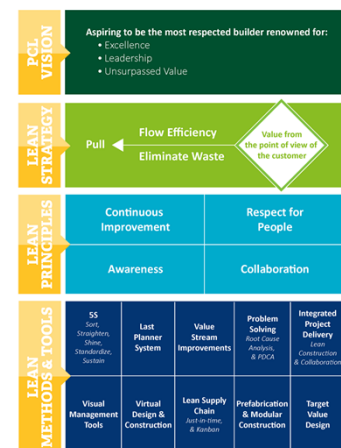 PCL
VISION
Aspiring to be the most respected builder renowned for:
• Excellence
• Leadership
• Unsurpassed Value
LEAN
STRATEGY
Pull
Flow Efficiency
Eliminate Waste
Value from
the point of view of
the customer
LEAN
PRINCIPLES
Continuous
Improvement
Respect for
People
Awareness
Collaboration
LEAN
METHODS & TOOLS
5S
Sort,
Straighten,
Shine,
Standardize,
Sustain
Last
Planner
System
Value
Stream
Improvements
Problem
Solving
Root Cause
Analysis,
& PDCA
Integrated
Project
Delivery
Lean
Construction
& Collaboration
Visual
Management
Tools
Virtual
Design &
Construction
Lean Supply
Chain
Just-in-time,
& Kanban
Prefabrication
& Modular
Construction
Target
Value
Design